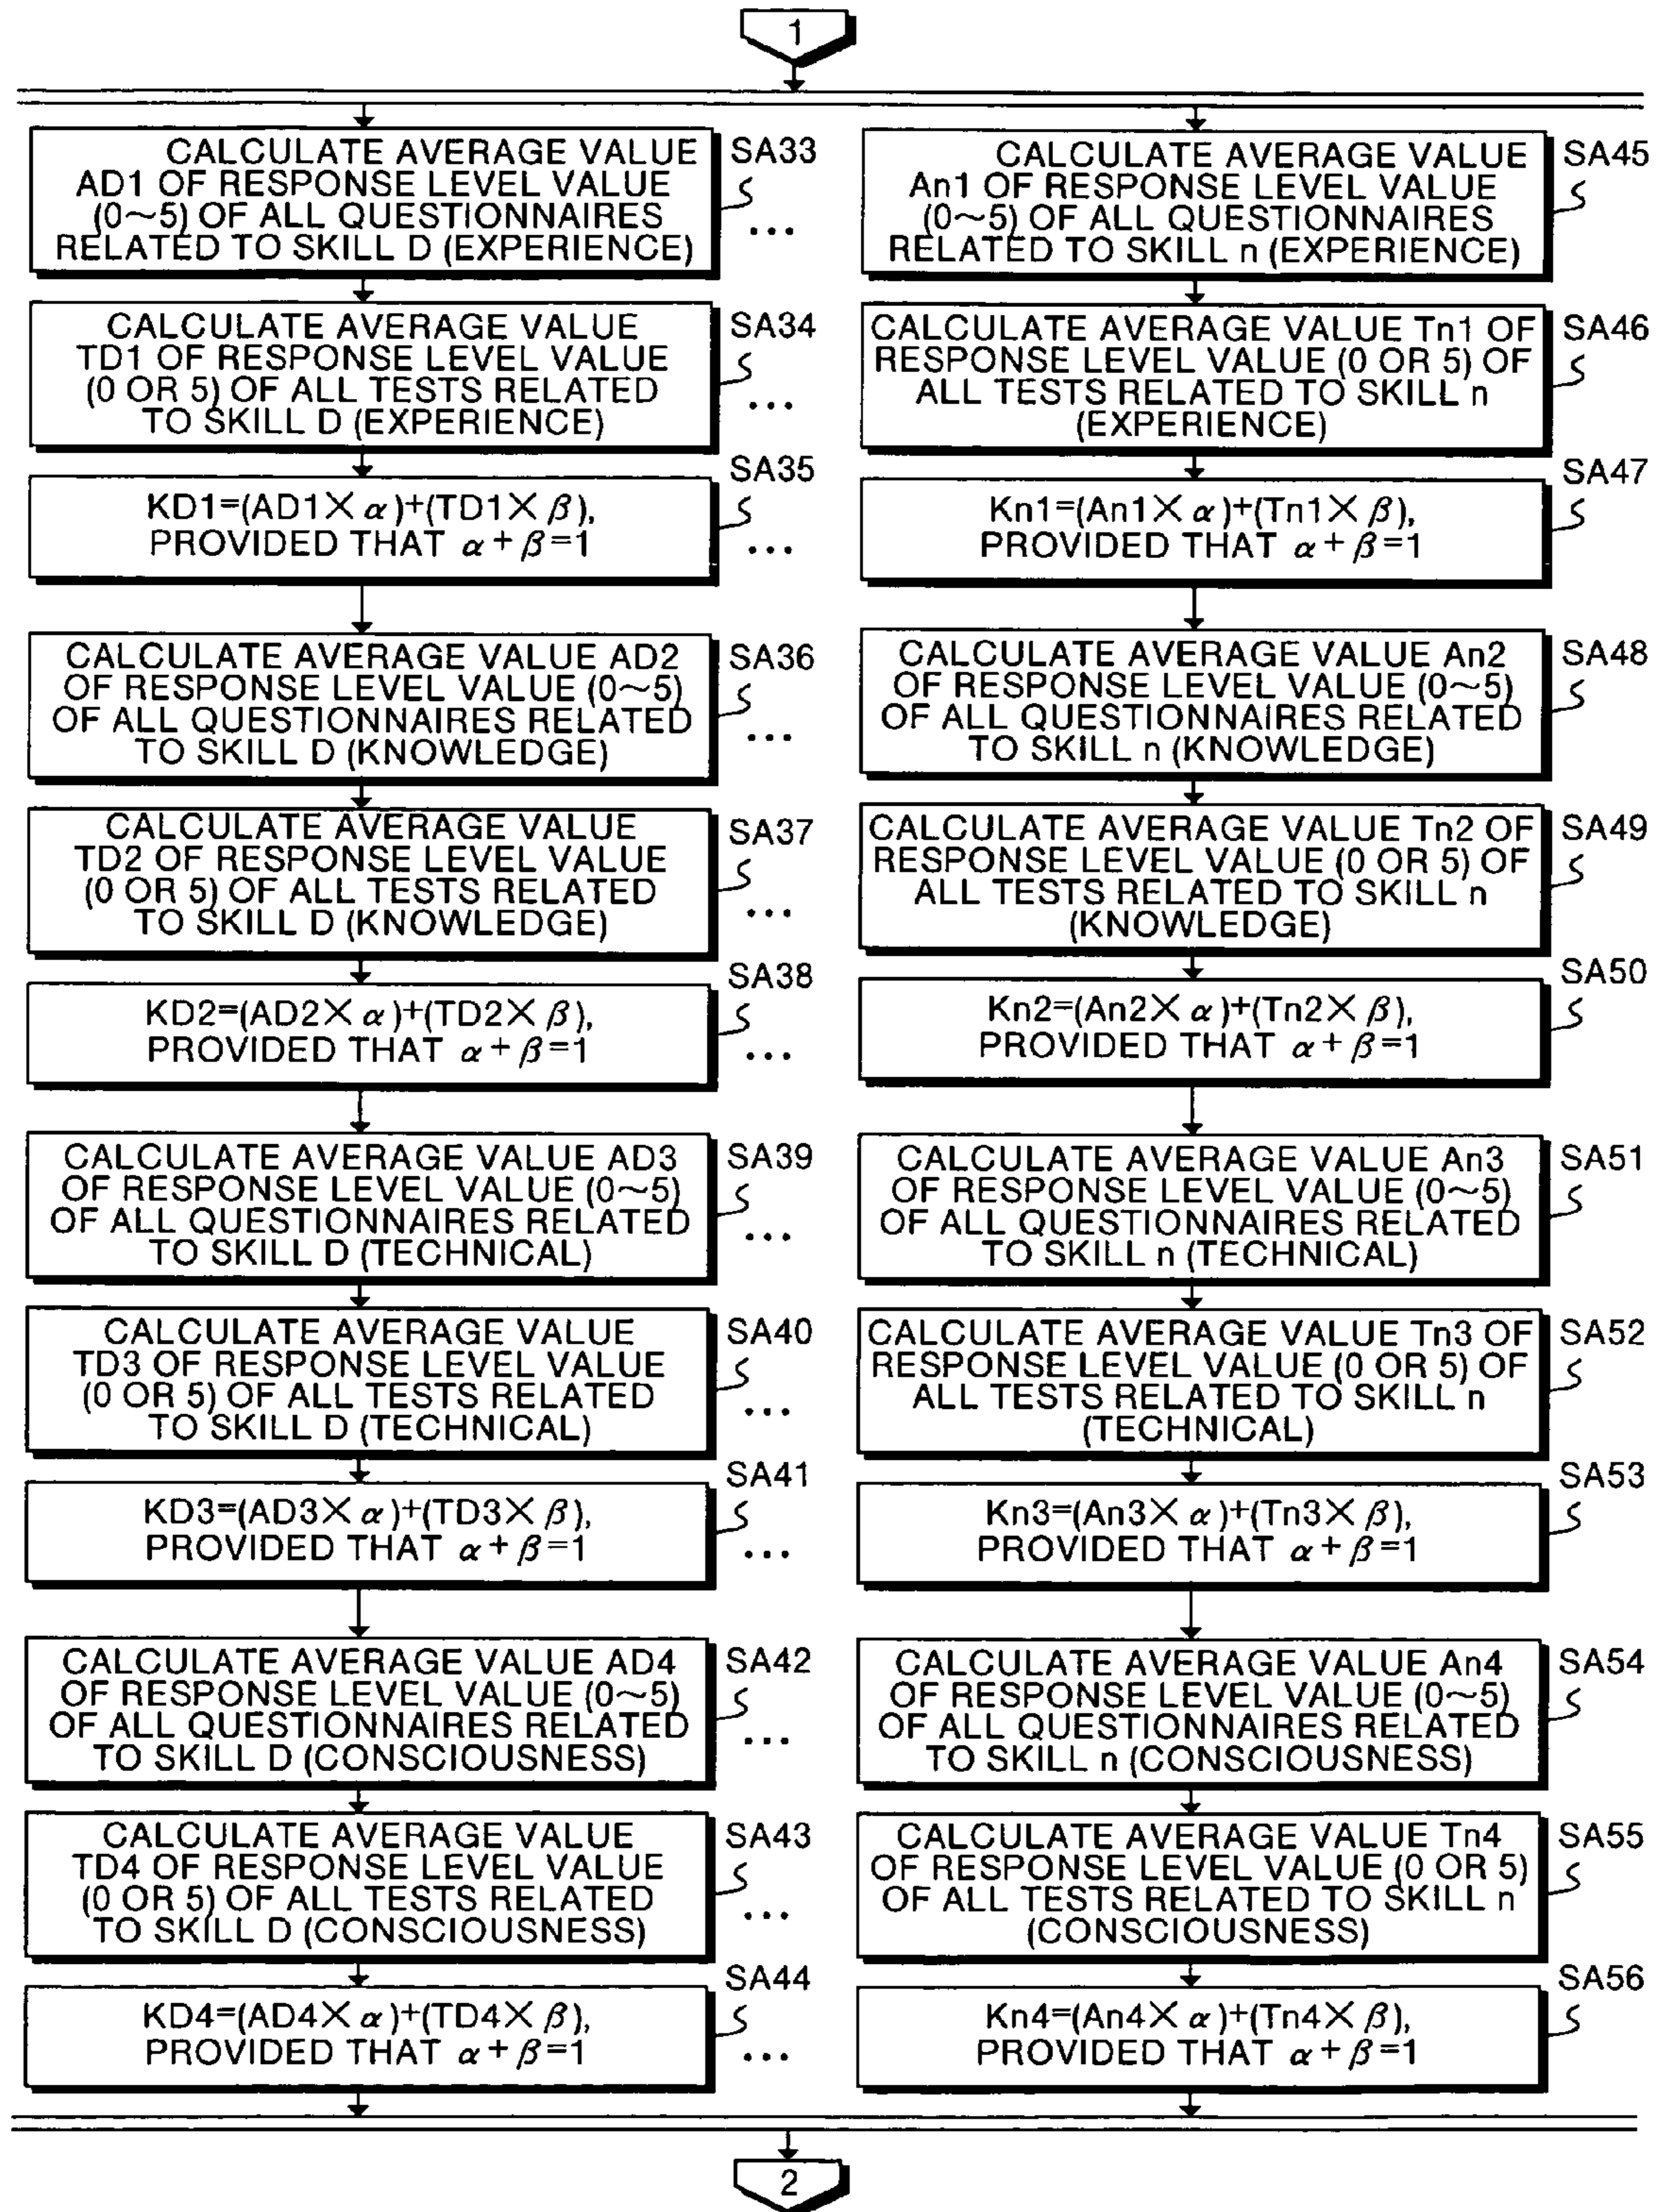 1
CALCULATE AVERAGE VALUE
AD1 OF RESPONSE LEVEL VALUE
(0~5) OF ALL QUESTIONNAIRES
RELATED TO SKILL D (EXPERIENCE)
SA33
...
CALCULATE AVERAGE VALUE
TD1 OF RESPONSE LEVEL VALUE
(0 OR 5) OF ALL TESTS RELATED
TO SKILL D (EXPERIENCE)
SA34
...
KD1=(AD1×α)+(TD1×β),
PROVIDED THAT α+β=1
SA35
...
CALCULATE AVERAGE VALUE AD2
OF RESPONSE LEVEL VALUE (0~5)
OF ALL QUESTIONNAIRES RELATED
TO SKILL D (KNOWLEDGE)
SA36
...
CALCULATE AVERAGE VALUE
TD2 OF RESPONSE LEVEL VALUE
(0 OR 5) OF ALL TESTS RELATED
TO SKILL D (KNOWLEDGE)
SA37
...
KD2=(AD2×α)+(TD2×β),
PROVIDED THAT α+β=1
SA38
...
CALCULATE AVERAGE VALUE AD3
OF RESPONSE LEVEL VALUE (0~5)
OF ALL QUESTIONNAIRES RELATED
TO SKILL D (TECHNICAL)
SA39
...
CALCULATE AVERAGE VALUE
TD3 OF RESPONSE LEVEL VALUE
(0 OR 5) OF ALL TESTS RELATED
TO SKILL D (TECHNICAL)
SA40
...
KD3=(AD3×α)+(TD3×β),
PROVIDED THAT α+β=1
SA41
...
CALCULATE AVERAGE VALUE AD4
OF RESPONSE LEVEL VALUE (0~5)
OF ALL QUESTIONNAIRES RELATED
TO SKILL D (CONSCIOUSNESS)
SA42
...
CALCULATE AVERAGE VALUE
TD4 OF RESPONSE LEVEL VALUE
(0 OR 5) OF ALL TESTS RELATED
TO SKILL D (CONSCIOUSNESS)
SA43
...
KD4=(AD4×α)+(TD4×β),
PROVIDED THAT α+β=1
SA44
...
CALCULATE AVERAGE VALUE
An1 OF RESPONSE LEVEL VALUE
(0~5) OF ALL QUESTIONNAIRES
RELATED TO SKILL n (EXPERIENCE)
SA45
CALCULATE AVERAGE VALUE Tn1 OF
RESPONSE LEVEL VALUE (0 OR 5) OF
ALL TESTS RELATED TO SKILL n
(EXPERIENCE)
SA46
Kn1=(An1×α)+(Tn1×β),
PROVIDED THAT α+β=1
SA47
CALCULATE AVERAGE VALUE An2
OF RESPONSE LEVEL VALUE (0~5)
OF ALL QUESTIONNAIRES RELATED
TO SKILL n (KNOWLEDGE)
SA48
CALCULATE AVERAGE VALUE Tn2 OF
RESPONSE LEVEL VALUE (0 OR 5) OF
ALL TESTS RELATED TO SKILL n
(KNOWLEDGE)
SA49
Kn2=(An2×α)+(Tn2×β),
PROVIDED THAT α+β=1
SA50
CALCULATE AVERAGE VALUE An3
OF RESPONSE LEVEL VALUE (0~5)
OF ALL QUESTIONNAIRES RELATED
TO SKILL n (TECHNICAL)
SA51
CALCULATE AVERAGE VALUE Tn3 OF
RESPONSE LEVEL VALUE (0 OR 5) OF
ALL TESTS RELATED TO SKILL n
(TECHNICAL)
SA52
Kn3=(An3×α)+(Tn3×β),
PROVIDED THAT α+β=1
SA53
CALCULATE AVERAGE VALUE An4
OF RESPONSE LEVEL VALUE (0~5)
OF ALL QUESTIONNAIRES RELATED
TO SKILL n (CONSCIOUSNESS)
SA54
CALCULATE AVERAGE VALUE Tn4
OF RESPONSE LEVEL VALUE (0 OR 5)
OF ALL TESTS RELATED TO SKILL n
(CONSCIOUSNESS)
SA55
Kn4=(An4×α)+(Tn4×β),
PROVIDED THAT α+β=1
SA56
2